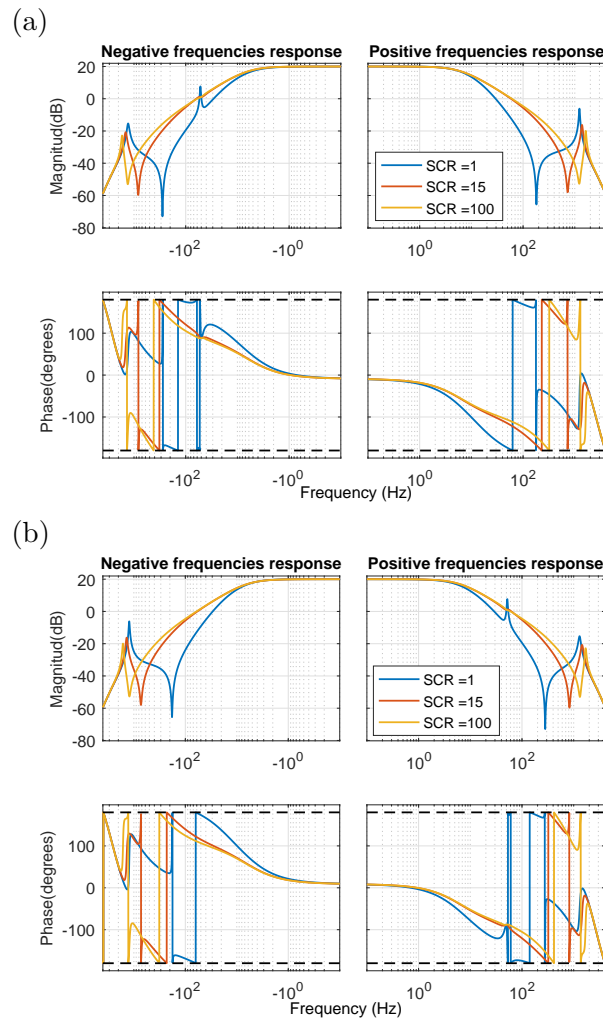 (a)
Negative frequencies response
Positive frequencies response
Magnitud(dB)
20
0
-20
-40
-60
-80
SCR =1
SCR =15
SCR =100
-10^2
-10^0
10^0
10^2
Phase(degrees)
100
0
-100
-10^2
-10^0
10^0
10^2
Frequency (Hz)
(b)
Negative frequencies response
Positive frequencies response
Magnitud(dB)
20
0
-20
-40
-60
-80
SCR =1
SCR =15
SCR =100
-10^2
-10^0
10^0
10^2
Phase(degrees)
100
0
-100
-10^2
-10^0
10^0
10^2
Frequency (Hz)